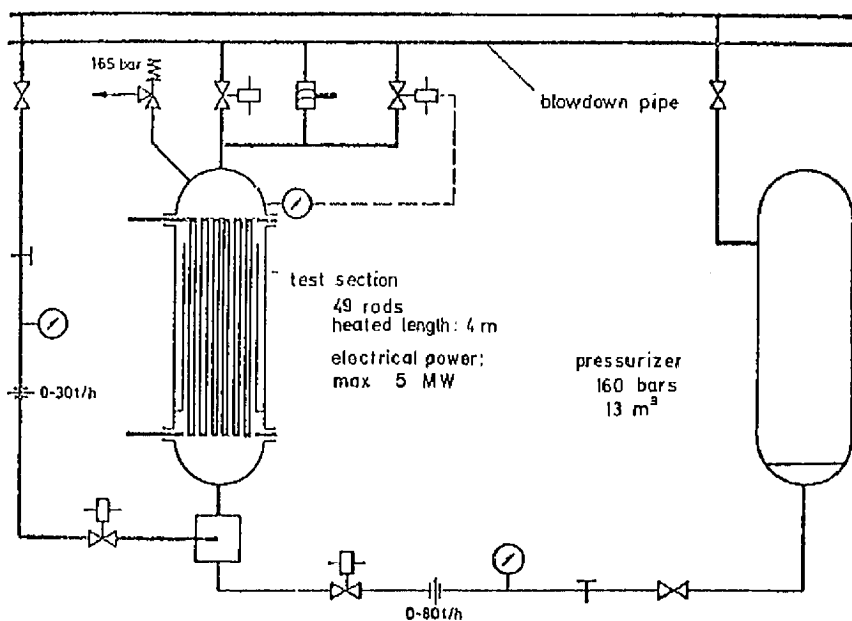 165 bar
blowdown pipe
test section
49 rods
heated length: 4 m
electrical power:
max 5 MW
pressurizer
160 bars
13 m³
0-30t/h
0-80t/h